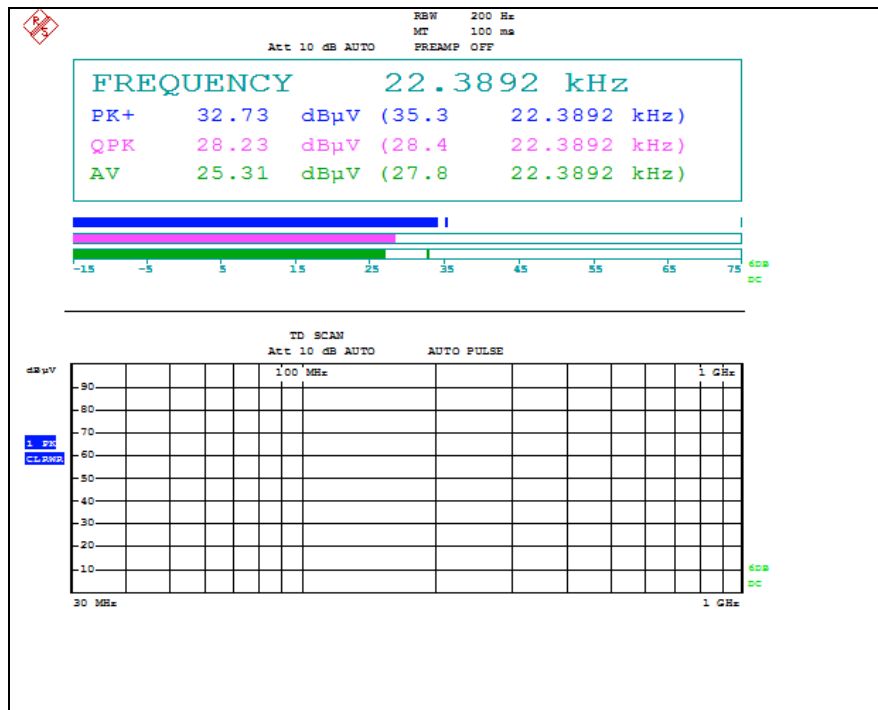 RBW 200 Hz
MT 100 ms
Att 10 dB AUTO PREAMP OFF
FREQUENCY 22.3892 kHz
PK+ 32.73 dBµV (35.3 22.3892 kHz)
QPK 28.23 dBµV (28.4 22.3892 kHz)
AV 25.31 dBµV (27.8 22.3892 kHz)
-15 -5 5 15 25 35 45 55 65 75
6DB
DC
TD SCAN
Att 10 dB AUTO AUTO PULSE
dBµV
100 MHz 1 GHz
90
80
70
1 PK
60
CLRWR
50
40
30
20
10
6DB
DC
30 MHz 1 GHz